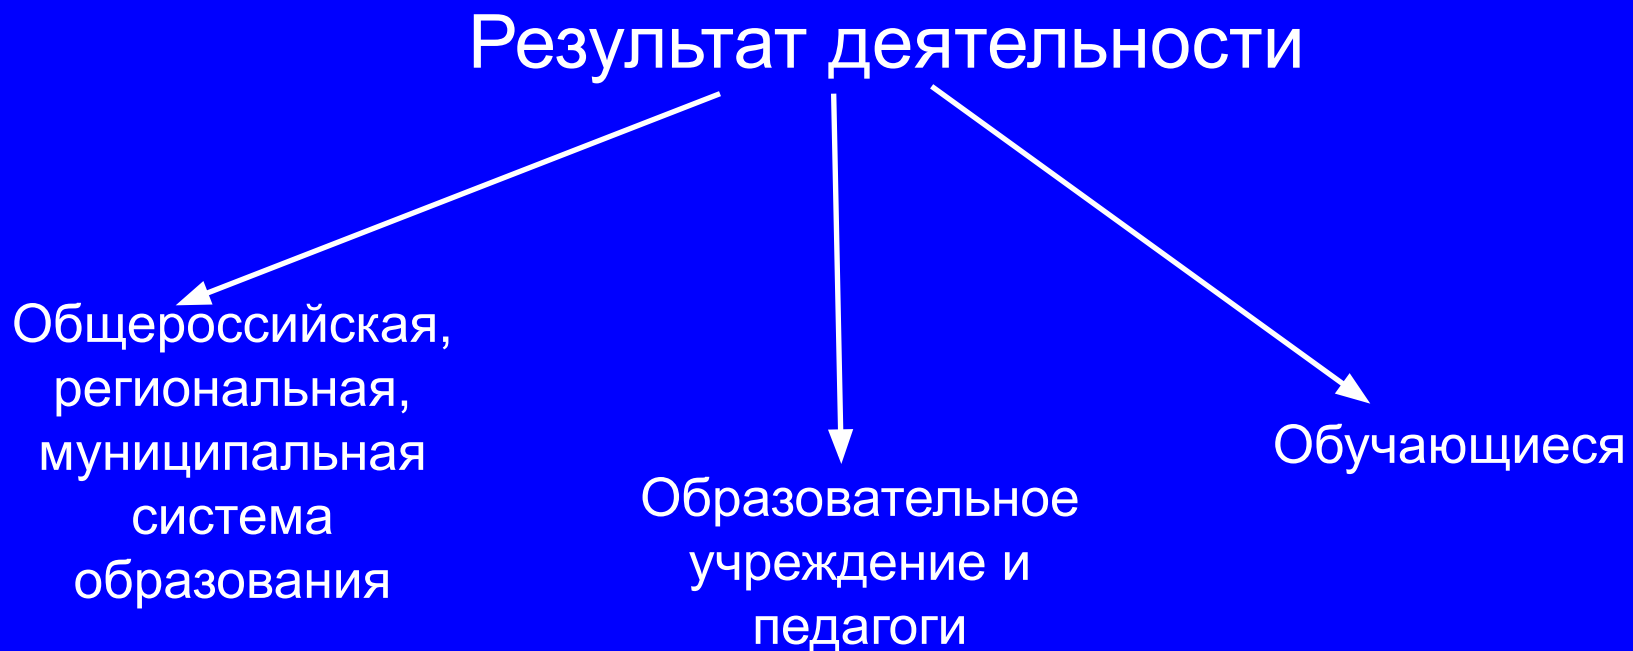 Результат деятельности
Общероссийская,
региональная,
муниципальная
система
образования
Образовательное
учреждение и
педагоги
Обучающиеся